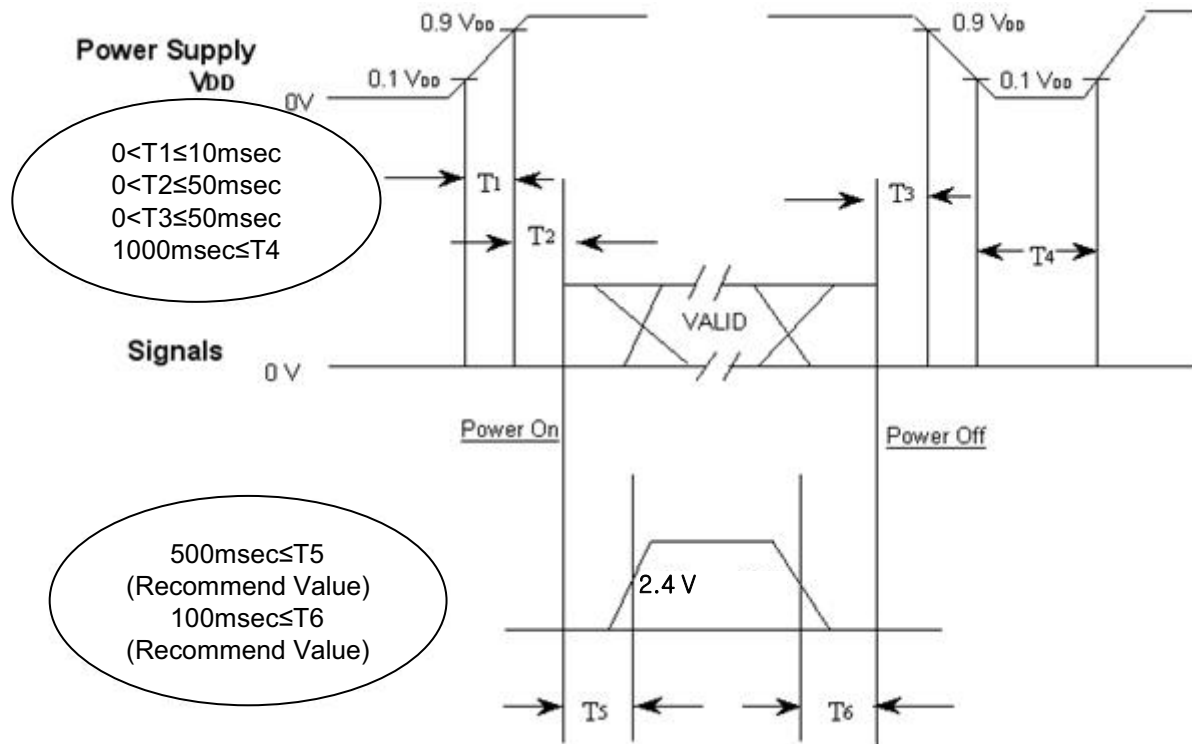 0.9 VDD
0.9 VDD
Power Supply
VDD
0.1 VDD
0.1 VDD
0V
0<T1≤10msec
0<T2≤50msec
0<T3≤50msec
1000msec≤T4
T1
T3
T2
T4
VALID
Signals
0 V
Power On
Power Off
500msec≤T5
(Recommend Value)
100msec≤T6
(Recommend Value)
2.4 V
T5
T6